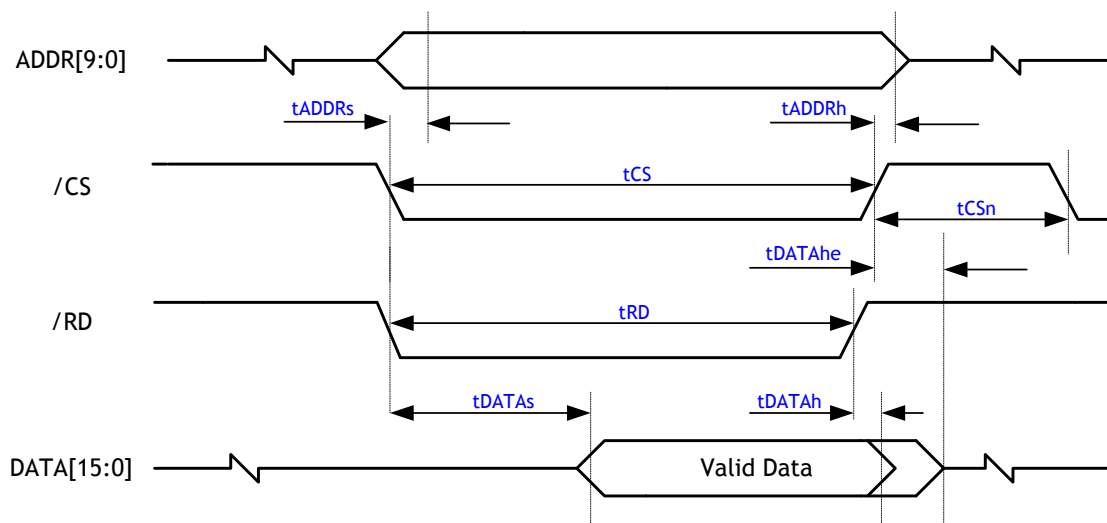 ADDR[9:0]
tADDRs
tADDRh
/CS
tCS
tCSn
tDATAhe
/RD
tRD
tDATAs
tDATAh
DATA[15:0]
Valid Data